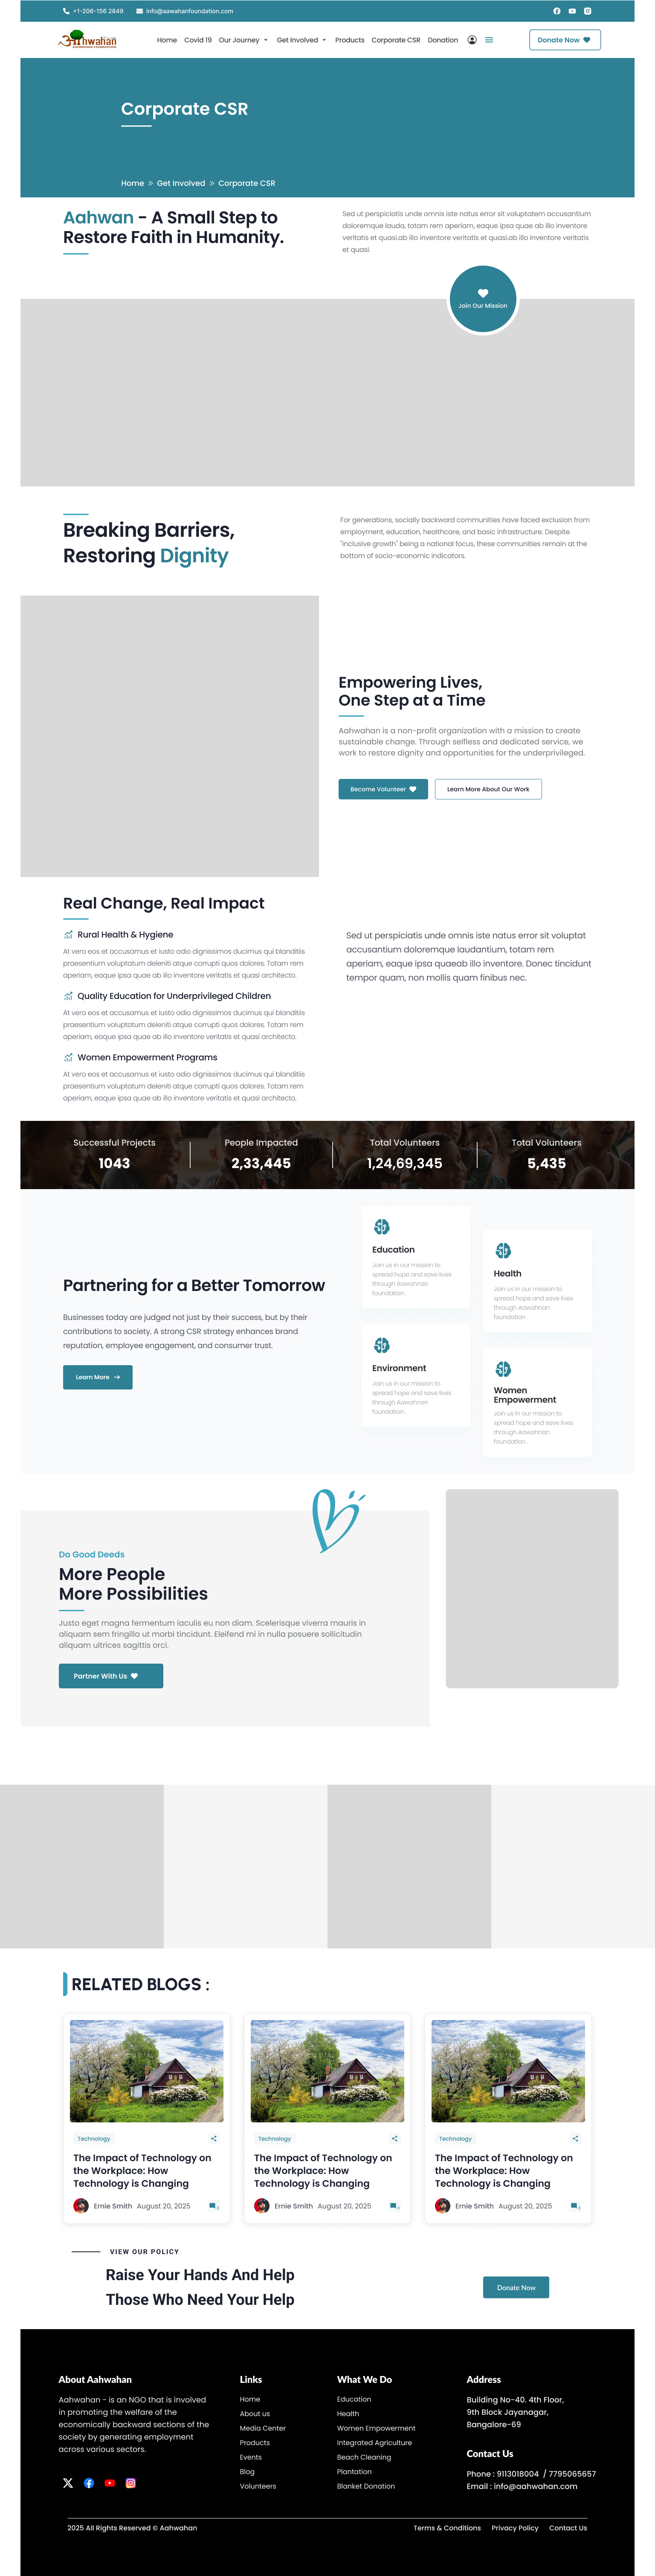 +1-206-156 2849 info@aawahanfoundation.com
Home Covid 19 Our Journey Get Involved Products Corporate CSR Donation Donate Now
Corporate CSR
Home » Get Involved » Corporate CSR
Aahwan - A Small Step to
Restore Faith in Humanity.
Sed ut perspiciatis unde omnis iste natus error sit voluptatem accusantium
doloremque lauda, totam rem aperiam, eaque ipsa quae ab illo inventore
veritatis et quasi.ab illo inventore veritatis et quasi.ab illo inventore veritatis
et quasi.
Join Our Mission
Breaking Barriers,
Restoring Dignity
For generations, socially backward communities have faced exclusion from
employment, education, healthcare, and basic infrastructure. Despite
"inclusive growth" being a national focus, these communities remain at the
bottom of socio-economic indicators.
Empowering Lives,
One Step at a Time
Aahwahan is a non-profit organization with a mission to create
sustainable change. Through selfless and dedicated service, we
work to restore dignity and opportunities for the underprivileged.
Become Volunteer
Learn More About Our Work
Real Change, Real Impact
Rural Health & Hygiene
At vero eos et accusamus et iusto odio dignissimos ducimus qui blanditiis
praesentium voluptatum deleniti atque corrupti quos dolores. Totam rem
aperiam, eaque ipsa quae ab illo inventore veritatis et quasi architecto.
Quality Education for Underprivileged Children
At vero eos et accusamus et iusto odio dignissimos ducimus qui blanditiis
praesentium voluptatum deleniti atque corrupti quos dolores. Totam rem
aperiam, eaque ipsa quae ab illo inventore veritatis et quasi architecto.
Women Empowerment Programs
At vero eos et accusamus et iusto odio dignissimos ducimus qui blanditiis
praesentium voluptatum deleniti atque corrupti quos dolores. Totam rem
aperiam, eaque ipsa quae ab illo inventore veritatis et quasi architecto.
Sed ut perspiciatis unde omnis iste natus error sit voluptat
accusantium doloremque laudantium, totam rem
aperiam, eaque ipsa quaeab illo inventore. Donec tincidunt
tempor quam, non mollis quam finibus nec.
Successful Projects
1043
People Impacted
2,33,445
Total Volunteers
1,24,69,345
Total Volunteers
5,435
Partnering for a Better Tomorrow
Businesses today are judged not just by their success, but by their
contributions to society. A strong CSR strategy enhances brand
reputation, employee engagement, and consumer trust.
Learn More →
Education
Join us in our mission to
spread hope and save lives
through Aawahnan
foundation .
Health
Join us in our mission to
spread hope and save lives
through Aawahnan
foundation .
Environment
Join us in our mission to
spread hope and save lives
through Aawahnan
foundation .
Women
Empowerment
Join us in our mission to
spread hope and save lives
through Aawahnan
foundation .
Do Good Deeds
More People
More Possibilities
Justo eget magna fermentum iaculis eu non diam. Scelerisque viverra mauris in
aliquam sem fringilla ut morbi tincidunt. Eleifend mi in nulla posuere sollicitudin
aliquam ultrices sagittis orci.
Partner With Us
RELATED BLOGS :
Technology
The Impact of Technology on
the Workplace: How
Technology is Changing
Ernie Smith August 20, 2025
Technology
The Impact of Technology on
the Workplace: How
Technology is Changing
Ernie Smith August 20, 2025
Technology
The Impact of Technology on
the Workplace: How
Technology is Changing
Ernie Smith August 20, 2025
VIEW OUR POLICY
Raise Your Hands And Help
Those Who Need Your Help
Donate Now
About Aahwahan
Aahwahan - is an NGO that is involved
in promoting the welfare of the
economically backward sections of the
society by generating employment
across various sectors.
Links
Home
About us
Media Center
Products
Events
Blog
Volunteers
What We Do
Education
Health
Women Empowerment
Integrated Agriculture
Beach Cleaning
Plantation
Blanket Donation
Address
Building No-40. 4th Floor,
9th Block Jayanagar,
Bangalore-69
Contact Us
Phone : 9113018004 / 7795065657
Email : info@aahwahan.com
2025 All Rights Reserved © Aahwahan
Terms & Conditions Privacy Policy Contact Us